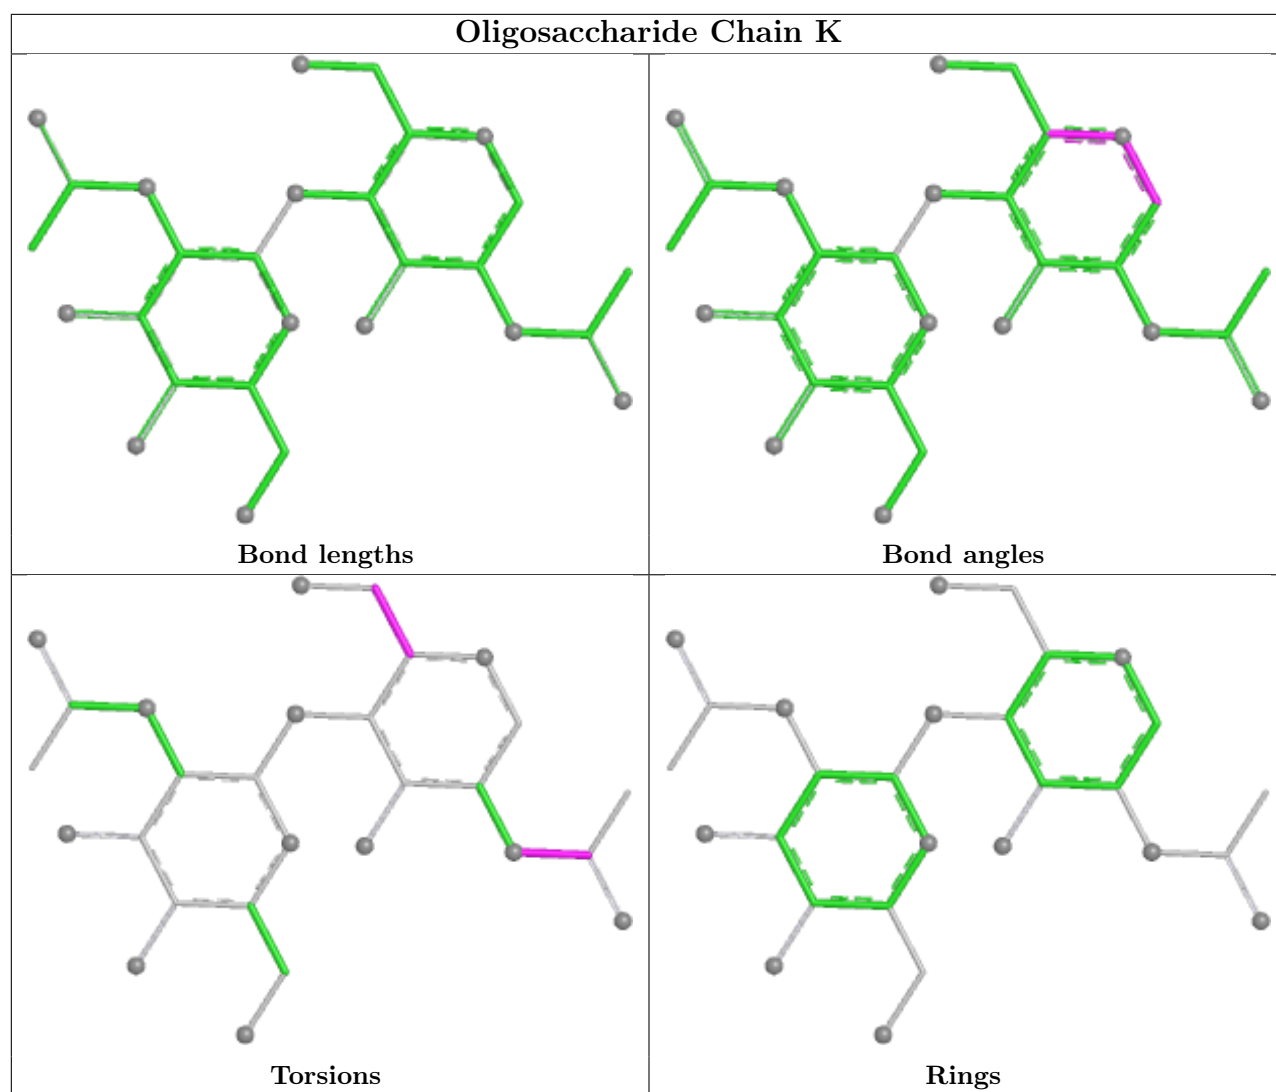 Oligosaccharide Chain K
Bond lengths
Bond angles
Torsions
Rings